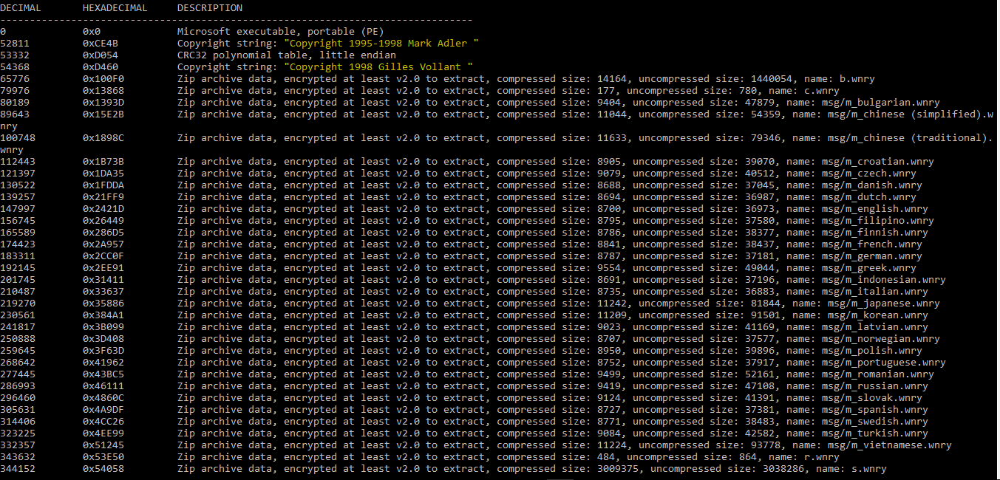 DECIMAL HEXADECIMAL DESCRIPTION
--------------------------------------------------------------------------------
0 0x0 Microsoft executable, portable (PE)
52811 0xCE4B Copyright string: "Copyright 1995-1998 Mark Adler "
53332 0xD054 CRC32 polynomial table, little endian
54368 0xD460 Copyright string: "Copyright 1998 Gilles Vollant "
65776 0x100F0 Zip archive data, encrypted at least v2.0 to extract, compressed size: 14164, uncompressed size: 1440054, name: b.wnry
79976 0x13868 Zip archive data, encrypted at least v2.0 to extract, compressed size: 177, uncompressed size: 780, name: c.wnry
80189 0x1393D Zip archive data, encrypted at least v2.0 to extract, compressed size: 9404, uncompressed size: 47879, name: msg/m_bulgarian.wnry
89643 0x15E2B Zip archive data, encrypted at least v2.0 to extract, compressed size: 11044, uncompressed size: 54359, name: msg/m_chinese (simplified).w
nry
100748 0x1898C Zip archive data, encrypted at least v2.0 to extract, compressed size: 11633, uncompressed size: 79346, name: msg/m_chinese (traditional).
wnry
112443 0x1B73B Zip archive data, encrypted at least v2.0 to extract, compressed size: 8905, uncompressed size: 39070, name: msg/m_croatian.wnry
121397 0x1DA35 Zip archive data, encrypted at least v2.0 to extract, compressed size: 9079, uncompressed size: 40512, name: msg/m_czech.wnry
130522 0x1FDDA Zip archive data, encrypted at least v2.0 to extract, compressed size: 8688, uncompressed size: 37045, name: msg/m_danish.wnry
139257 0x21FF9 Zip archive data, encrypted at least v2.0 to extract, compressed size: 8694, uncompressed size: 36987, name: msg/m_dutch.wnry
147997 0x2421D Zip archive data, encrypted at least v2.0 to extract, compressed size: 8700, uncompressed size: 36973, name: msg/m_english.wnry
156745 0x26449 Zip archive data, encrypted at least v2.0 to extract, compressed size: 8795, uncompressed size: 37580, name: msg/m_filipino.wnry
165589 0x286D5 Zip archive data, encrypted at least v2.0 to extract, compressed size: 8786, uncompressed size: 38377, name: msg/m_finnish.wnry
174423 0x2A957 Zip archive data, encrypted at least v2.0 to extract, compressed size: 8841, uncompressed size: 38437, name: msg/m_french.wnry
183311 0x2CC0F Zip archive data, encrypted at least v2.0 to extract, compressed size: 8787, uncompressed size: 37181, name: msg/m_german.wnry
192145 0x2EE91 Zip archive data, encrypted at least v2.0 to extract, compressed size: 9554, uncompressed size: 49044, name: msg/m_greek.wnry
201745 0x31411 Zip archive data, encrypted at least v2.0 to extract, compressed size: 8691, uncompressed size: 37196, name: msg/m_indonesian.wnry
210487 0x33637 Zip archive data, encrypted at least v2.0 to extract, compressed size: 8735, uncompressed size: 36883, name: msg/m_italian.wnry
219270 0x35886 Zip archive data, encrypted at least v2.0 to extract, compressed size: 11242, uncompressed size: 81844, name: msg/m_japanese.wnry
230561 0x384A1 Zip archive data, encrypted at least v2.0 to extract, compressed size: 11209, uncompressed size: 91501, name: msg/m_korean.wnry
241817 0x3B099 Zip archive data, encrypted at least v2.0 to extract, compressed size: 9023, uncompressed size: 41169, name: msg/m_latvian.wnry
250888 0x3D408 Zip archive data, encrypted at least v2.0 to extract, compressed size: 8707, uncompressed size: 37577, name: msg/m_norwegian.wnry
259645 0x3F63D Zip archive data, encrypted at least v2.0 to extract, compressed size: 8950, uncompressed size: 39896, name: msg/m_polish.wnry
268642 0x41962 Zip archive data, encrypted at least v2.0 to extract, compressed size: 8752, uncompressed size: 37917, name: msg/m_portuguese.wnry
277445 0x43BC5 Zip archive data, encrypted at least v2.0 to extract, compressed size: 9499, uncompressed size: 52161, name: msg/m_romanian.wnry
286993 0x46111 Zip archive data, encrypted at least v2.0 to extract, compressed size: 9419, uncompressed size: 47108, name: msg/m_russian.wnry
296460 0x4860C Zip archive data, encrypted at least v2.0 to extract, compressed size: 9124, uncompressed size: 41391, name: msg/m_slovak.wnry
305631 0x4A9DF Zip archive data, encrypted at least v2.0 to extract, compressed size: 8727, uncompressed size: 37381, name: msg/m_spanish.wnry
314406 0x4CC26 Zip archive data, encrypted at least v2.0 to extract, compressed size: 8771, uncompressed size: 38483, name: msg/m_swedish.wnry
323225 0x4EE99 Zip archive data, encrypted at least v2.0 to extract, compressed size: 9084, uncompressed size: 42582, name: msg/m_turkish.wnry
332357 0x51245 Zip archive data, encrypted at least v2.0 to extract, compressed size: 11224, uncompressed size: 93778, name: msg/m_vietnamese.wnry
343632 0x53E50 Zip archive data, encrypted at least v2.0 to extract, compressed size: 484, uncompressed size: 864, name: r.wnry
344152 0x54058 Zip archive data, encrypted at least v2.0 to extract, compressed size: 3009375, uncompressed size: 3038286, name: s.wnry